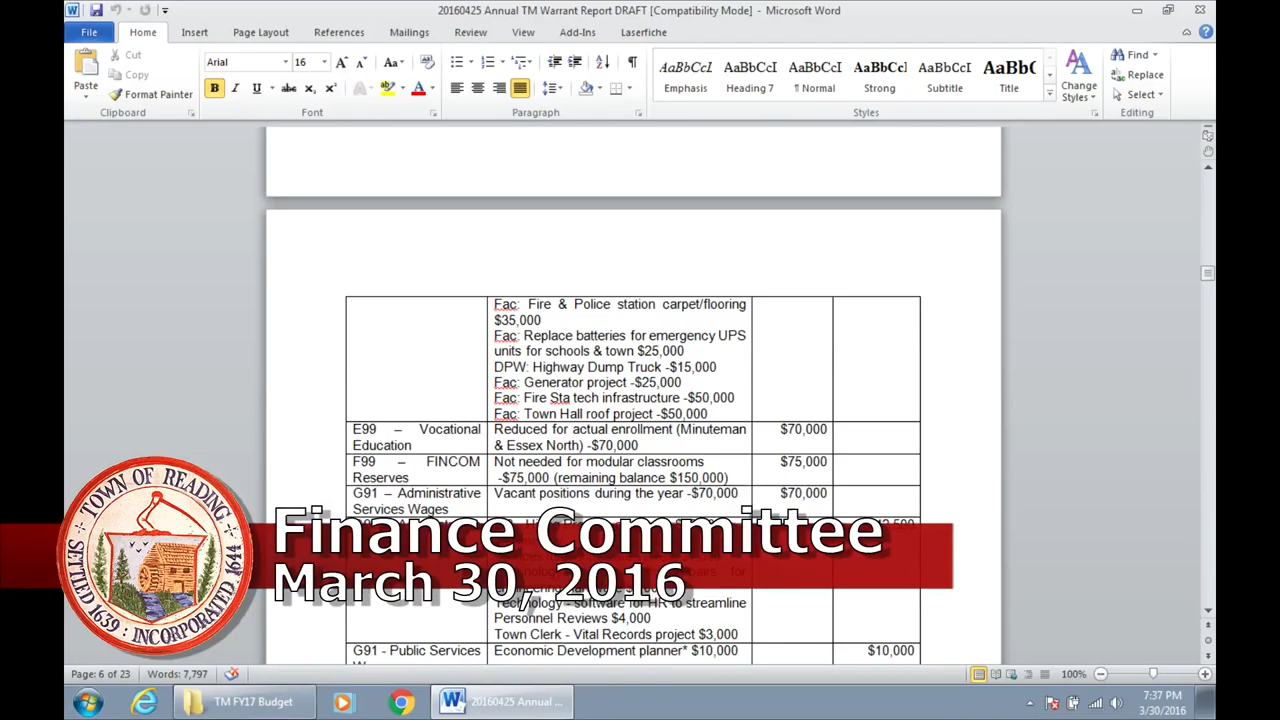 20160425 Annual TM Warrant Report DRAFT [Compatibility Mode] - Microsoft Word
File Home Insert Page Layout References Mailings Review View Add-Ins Laserfiche
Paste
Cut
Copy
Format Painter
Clipboard
Arial 16
Font
Paragraph
AaBbCcI AaBbCcI AaBbCcI AaBbCcI AaBbCcI AaBbC
Emphasis Heading 7 ¶ Normal Strong Subtitle Title
Change
Styles
Styles
Find
Replace
Select
Editing
Fac: Fire & Police station carpet/flooring
$35,000
Fac: Replace batteries for emergency UPS
units for schools & town $25,000
DPW: Highway Dump Truck -$15,000
Fac: Generator project -$25,000
Fac: Fire Sta tech infrastructure -$50,000
Fac: Town Hall roof project -$50,000
E99 – Vocational
Education
Reduced for actual enrollment (Minuteman
& Essex North) -$70,000
$70,000
F99 – FINCOM
Reserves
Not needed for modular classrooms
-$75,000 (remaining balance $150,000)
$75,000
G91 – Administrative
Services Wages
Vacant positions during the year -$70,000
$70,000
Technology - software for HR to streamline
Personnel Reviews $4,000
Town Clerk - Vital Records project $3,000
G91 - Public Services
Economic Development planner* $10,000
$10,000
TOWN OF READING
SETTLED 1639 : INCORPORATED 1644
Finance Committee
March 30, 2016
Page: 6 of 23 Words: 7,797
100%
TM FY17 Budget
20160425 Annual ...
7:37 PM
3/30/2016